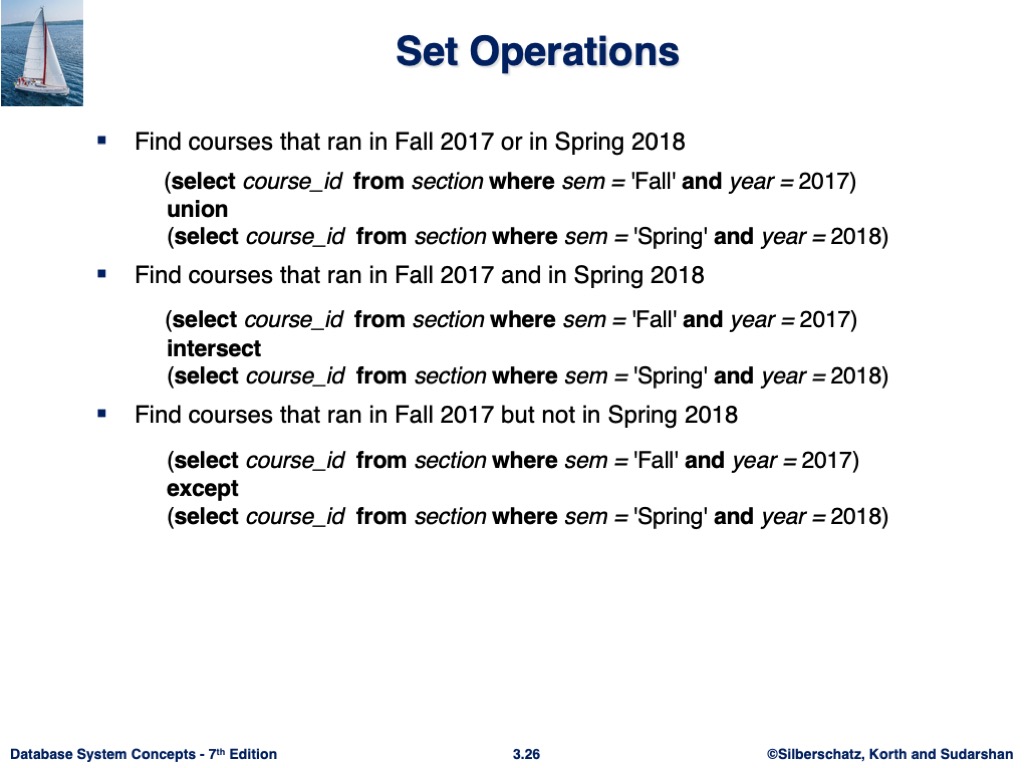 Set Operations
▪ Find courses that ran in Fall 2017 or in Spring 2018
(select course_id from section where sem = 'Fall' and year = 2017)
union
(select course_id from section where sem = 'Spring' and year = 2018)
▪ Find courses that ran in Fall 2017 and in Spring 2018
(select course_id from section where sem = 'Fall' and year = 2017)
intersect
(select course_id from section where sem = 'Spring' and year = 2018)
▪ Find courses that ran in Fall 2017 but not in Spring 2018
(select course_id from section where sem = 'Fall' and year = 2017)
except
(select course_id from section where sem = 'Spring' and year = 2018)
Database System Concepts - 7th Edition 3.26 ©Silberschatz, Korth and Sudarshan